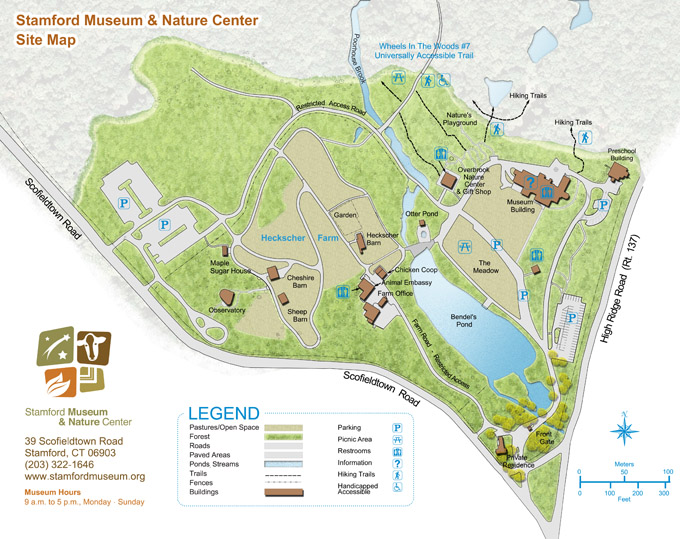 Stamford Museum & Nature Center
Site Map
Wheels In The Woods #7
Universally Accessible Trail
Poorhouse Brook
Hiking Trails
Hiking Trails
Restricted Access Road
Nature's
Playground
Preschool
Building
Overbrook
Nature
Center
& Gift Shop
?
Museum
Building
Scofieldtown Road
P
P
P
Garden
Otter Pond
Heckscher Farm
Heckscher
Barn
P
The
Meadow
High Ridge Road (Rt. 137)
Maple
Sugar House
Cheshire
Barn
Chicken Coop
Animal Embassy
Farm Office
P
Observatory
Sheep
Barn
Bendel's
Pond
P
Farm Road - Restricted Access
Scofieldtown Road
Stamford Museum
& Nature Center
39 Scofieldtown Road
Stamford, CT 06903
(203) 322-1646
www.stamfordmuseum.org
Museum Hours
9 a.m. to 5 p.m., Monday - Sunday
LEGEND
Pastures/Open Space
Forest
Roads
Paved Areas
Ponds Streams
Trails
Fences
Buildings
Parking P
Picnic Area
Restrooms
Information ?
Hiking Trails
Handicapped
Accessible
Front
Gate
Private
Residence
N
Meters
0 50 100
0 100 200 300
Feet